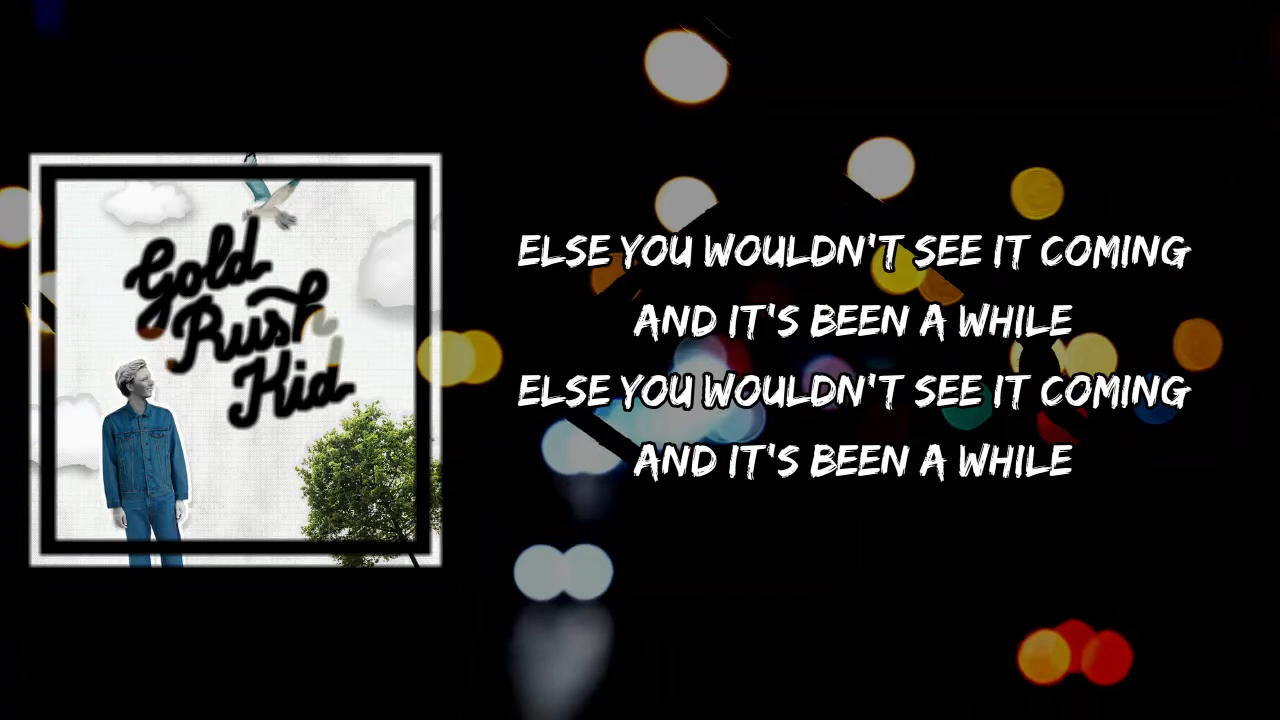 Gold
Rush
Kid
ELSE YOU WOULDN'T SEE IT COMING
AND IT'S BEEN A WHILE
ELSE YOU WOULDN'T SEE IT COMING
AND IT'S BEEN A WHILE